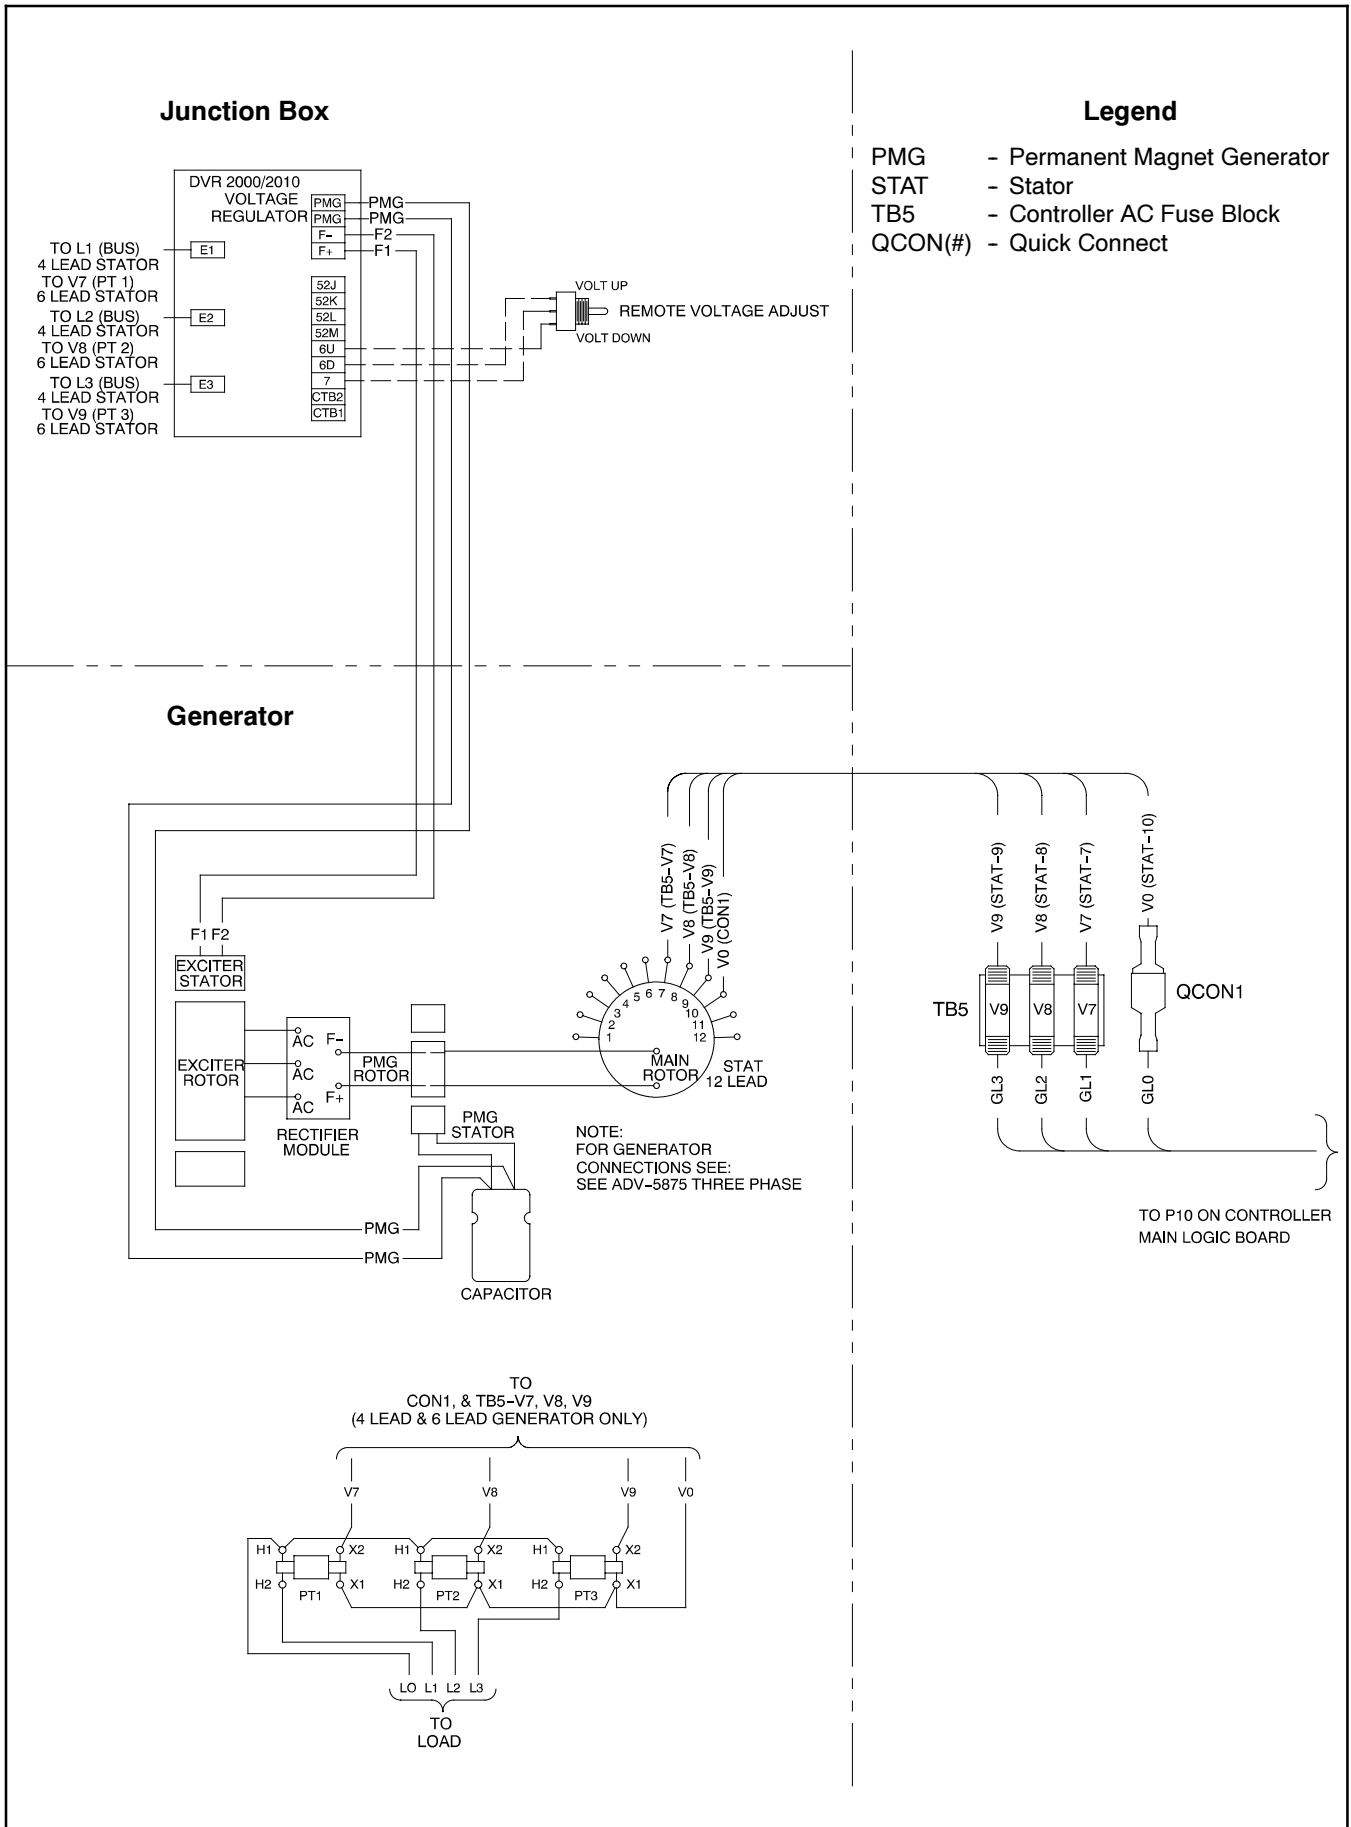 Junction Box
Legend
PMG - Permanent Magnet Generator
STAT - Stator
TB5 - Controller AC Fuse Block
QCON(#) - Quick Connect
DVR 2000/2010
VOLTAGE
REGULATOR
PMG PMG
PMG PMG
F- F2
F+ F1
52J
52K
52L
52M
6U
6D
7
CTB2
CTB1
E1
E2
E3
TO L1 (BUS)
4 LEAD STATOR
TO V7 (PT 1)
6 LEAD STATOR
TO L2 (BUS)
4 LEAD STATOR
TO V8 (PT 2)
6 LEAD STATOR
TO L3 (BUS)
4 LEAD STATOR
TO V9 (PT 3)
6 LEAD STATOR
VOLT UP
REMOTE VOLTAGE ADJUST
VOLT DOWN
Generator
F1 F2
EXCITER
STATOR
EXCITER
ROTOR
AC
AC
AC
F-
F+
RECTIFIER
MODULE
PMG
ROTOR
PMG
STATOR
PMG
PMG
CAPACITOR
V7 (TB5-V7)
V8 (TB5-V8)
V9 (TB5-V9)
V0 (CON1)
1
2
3
4
5
6
7
8
9
10
11
12
MAIN
ROTOR
STAT
12 LEAD
NOTE:
FOR GENERATOR
CONNECTIONS SEE:
SEE ADV-5875 THREE PHASE
V9 (STAT-9)
V8 (STAT-8)
V7 (STAT-7)
V0 (STAT-10)
TB5
V9
V8
V7
QCON1
GL3
GL2
GL1
GL0
TO P10 ON CONTROLLER
MAIN LOGIC BOARD
TO
CON1, & TB5-V7, V8, V9
(4 LEAD & 6 LEAD GENERATOR ONLY)
V7
V8
V9
V0
H1 X2
H1 X2
H1 X2
H2 PT1 X1
H2 PT2 X1
H2 PT3 X1
LO L1 L2 L3
TO
LOAD